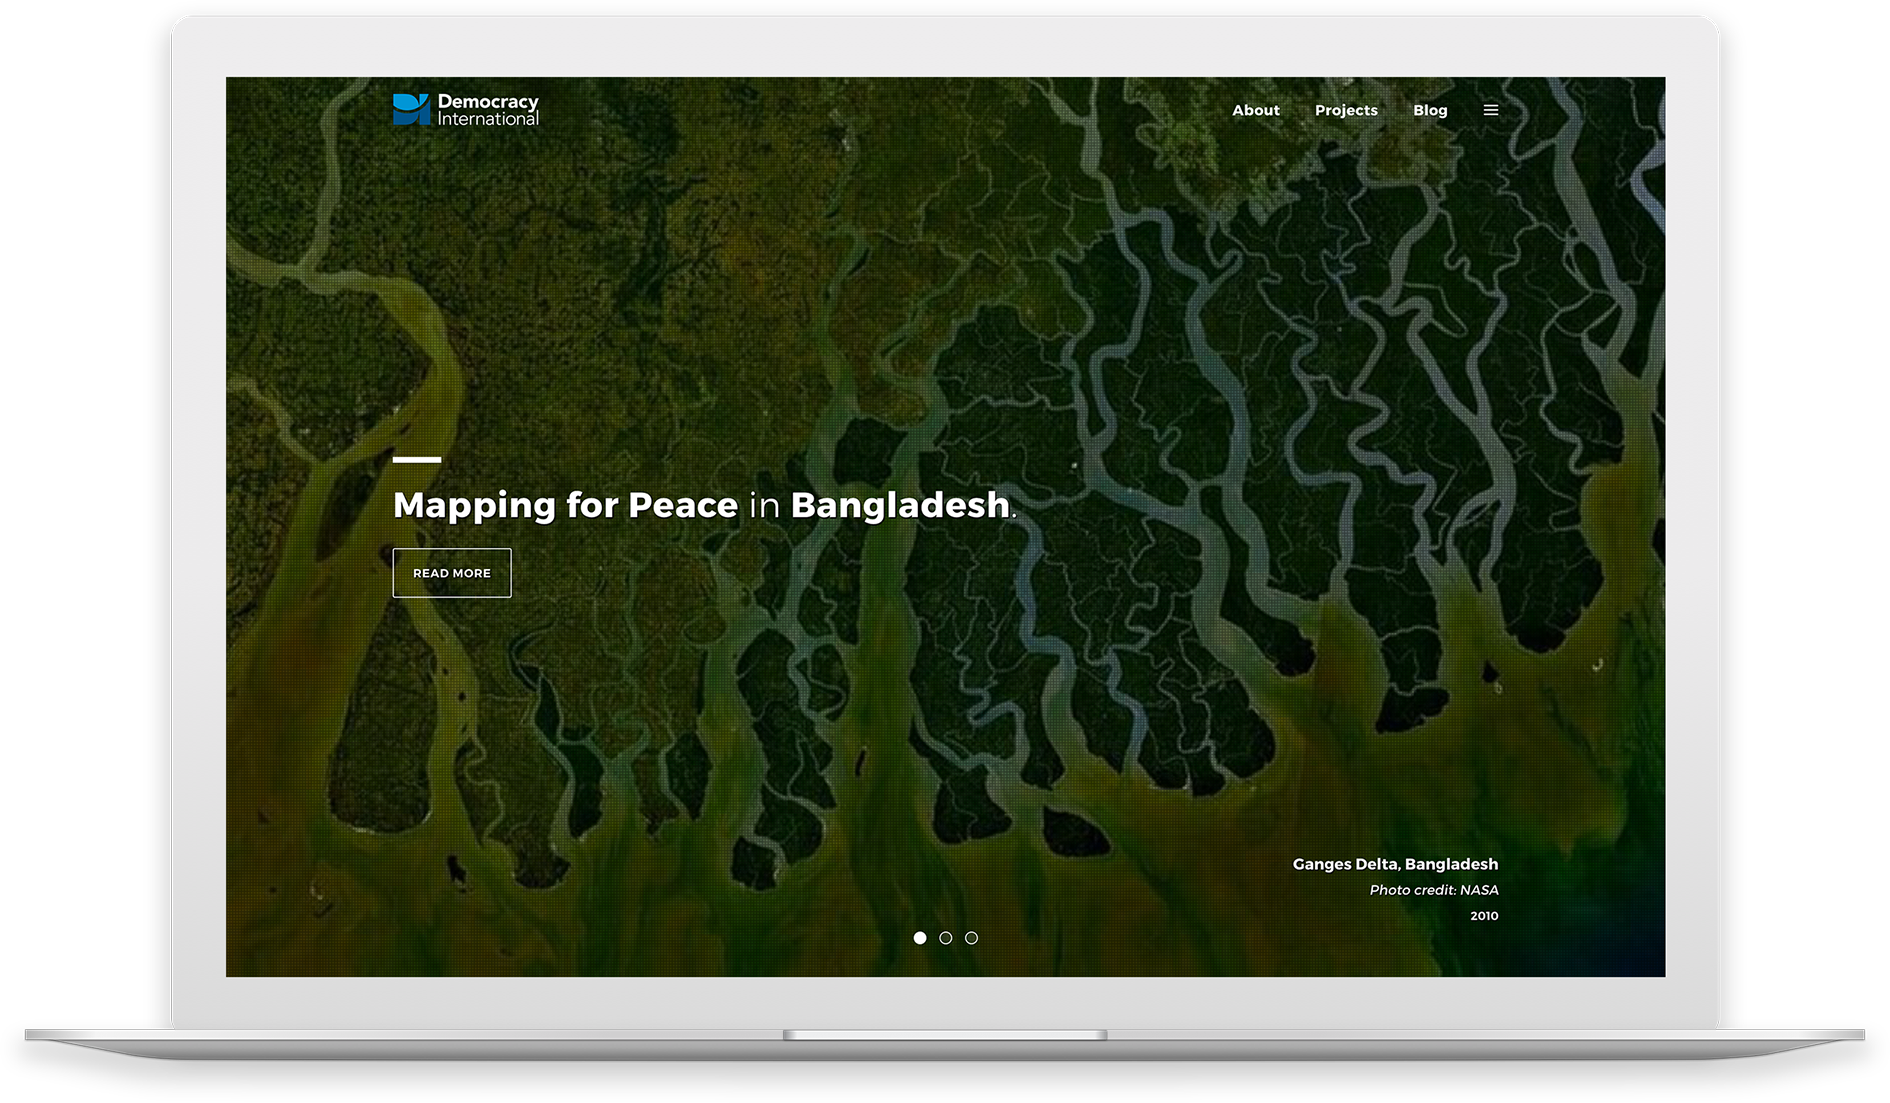 Democracy
International
About Projects Blog
Mapping for Peace in Bangladesh.
READ MORE
Ganges Delta, Bangladesh
Photo credit: NASA
2010